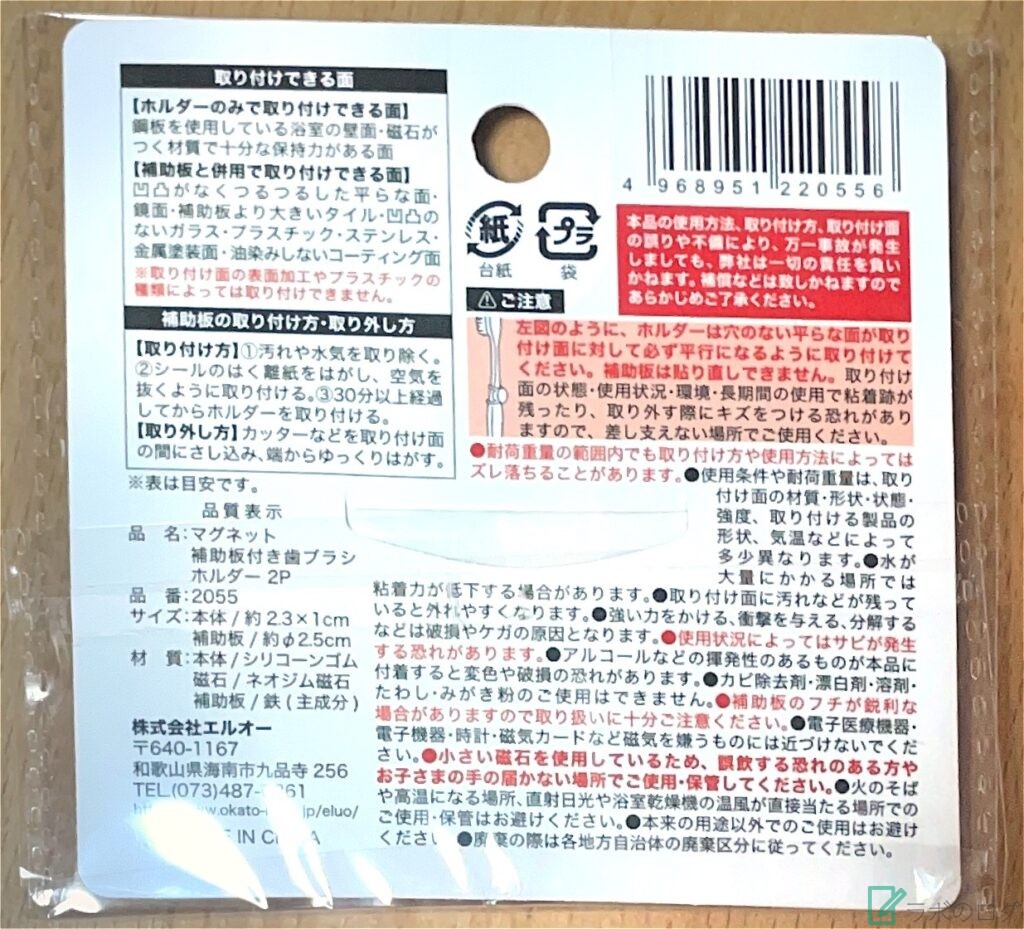 取り付けできる面
【ホルダーのみで取り付けできる面】
鋼板を使用している浴室の壁面・磁石が
つく材質で十分な保持力がある面
【補助板と併用で取り付けできる面】
凹凸がなくつるつるした平らな面・
鏡面・補助板より大きいタイル・凹凸の
ないガラス・プラスチック・ステンレス・
金属塗装面・油染みしないコーティング面
※取り付け面の表面加工やプラスチックの
種類によっては取り付けできません。
補助板の取り付け方・取り外し方
【取り付け方】①汚れや水気を取り除く。
②シールのはく離紙をはがし、空気を
抜くように取り付ける。③30分以上経過
してからホルダーを取り付ける。
【取り外し方】カッターなどを取り付け面
の間にさし込み、端からゆっくりはがす。
※表は目安です。
品質表示
品 名：マグネット
補助板付き歯ブラシ
ホルダー 2P
品 番：2055
サイズ：本体 / 約 2.3×1cm
補助板 / 約φ2.5cm
材 質：本体 / シリコーンゴム
磁石 / ネオジム磁石
補助板 / 鉄 ( 主成分 )
株式会社エルオー
〒640-1167
和歌山県海南市九品寺 256
TEL.(073)487-
.okato- .jp/eluo/
IN
紙
台紙
プラ
袋
4 968951 220556
本品の使用方法、取り付け方、取り付け面
の誤りや不備により、万一事故が発生
しましても、弊社は一切の責任を負い
かねます。補償などは致しかねますので
あらかじめご了承ください。
⚠ご注意
左図のように、ホルダーは穴のない平らな面が取り
付け面に対して必ず平行になるように取り付けて
ください。補助板は貼り直しできません。取り付け
面の状態・使用状況・環境・長期間の使用で粘着跡が
残ったり、取り外す際にキズをつける恐れがあり
ますので、差し支えない場所でご使用ください。
●耐荷重量の範囲内でも取り付け方や使用方法によっては
ズレ落ちることがあります。●使用条件や耐荷重量は、取り
付け面の材質・形状・状態・
強度、取り付ける製品の
形状、気温などによって
多少異なります。●水が
大量にかかる場所では
粘着力が低下する場合があります。●取り付け面に汚れなどが残って
いると外れやすくなります。●強い力をかける、衝撃を与える、分解する
などは破損やケガの原因となります。●使用状況によってはサビが発生
する恐れがあります。●アルコールなどの揮発性のあるものが本品に
付着すると変色や破損の恐れがあります。●カビ除去剤・漂白剤・溶剤・
たわし・みがき粉のご使用はできません。●補助板のフチが鋭利な
場合がありますので取り扱いに十分ご注意ください。●電子医療機器・
電子機器・時計・磁気カードなど磁気を嫌うものには近づけないでくだ
さい。●小さい磁石を使用しているため、誤飲する恐れのある方や
お子さまの手の届かない場所でご使用・保管してください。●火のそば
や高温になる場所、直射日光や浴室乾燥機の温風が直接当たる場所での
ご使用・保管はお避けください。●本来の用途以外でのご使用はお避け
ください。●廃棄の際は各地方自治体の廃棄区分に従ってください。
ラボのログ